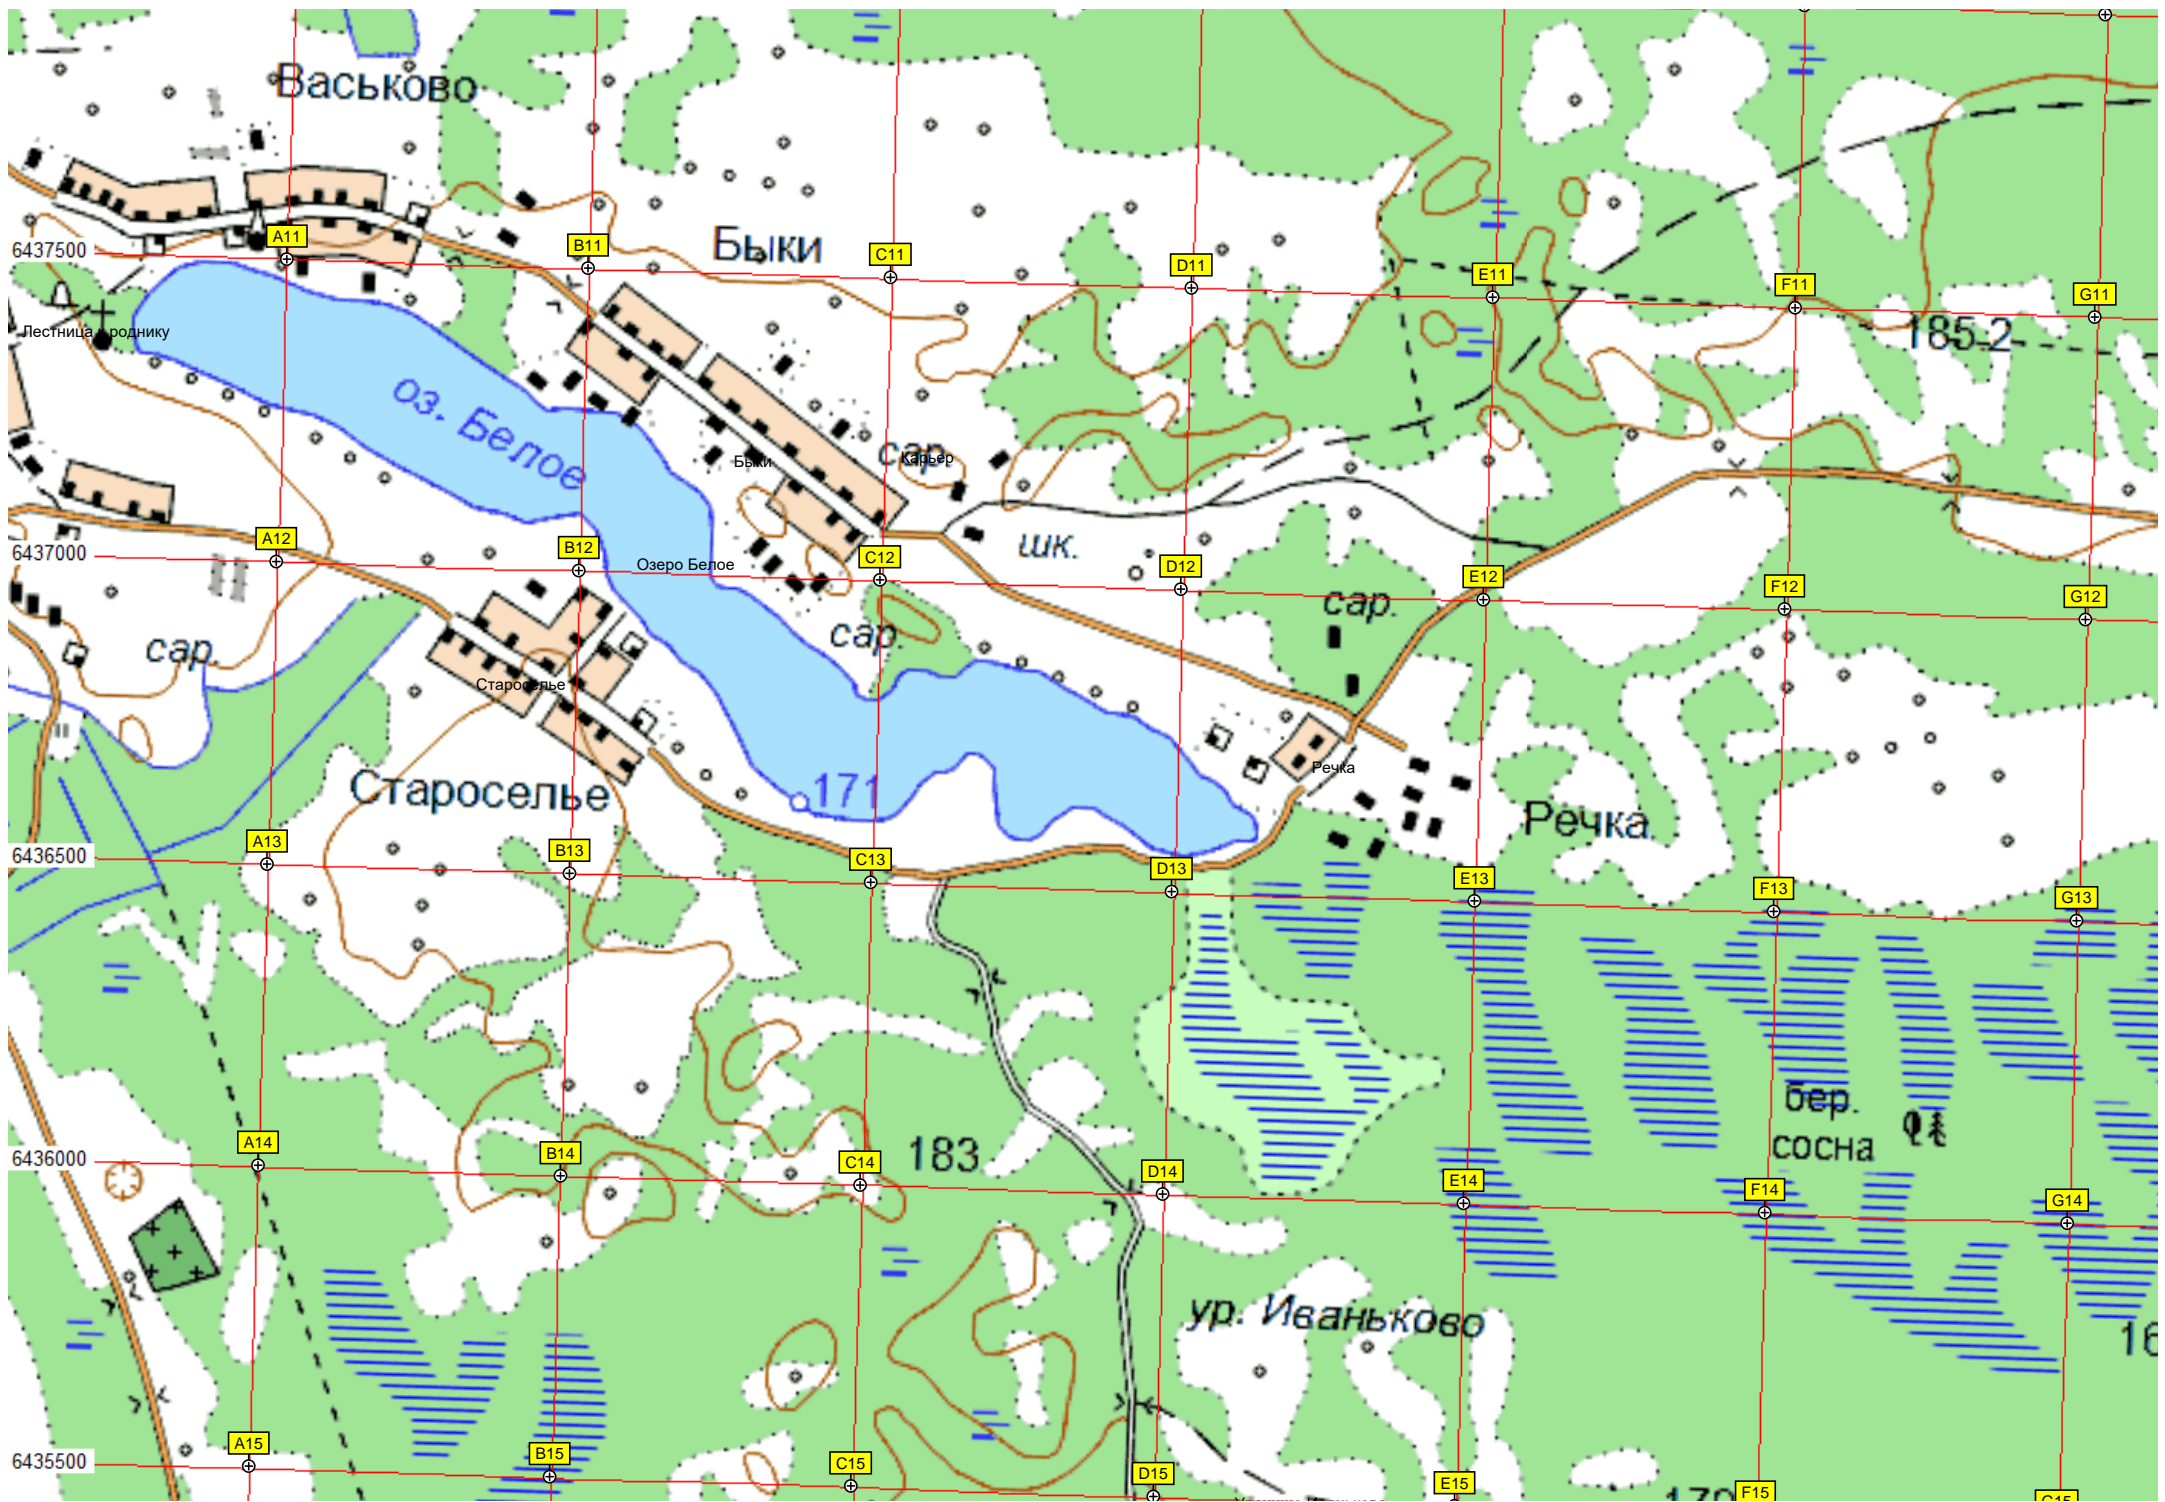 Васьково
A11
B11
Быки
C11
D11
E11
F11
G11
6437500
Лестница к роднику
185.2
оз. Белое
Быки
сар.
Карьер
A12
B12
C12
D12
E12
F12
G12
шк.
6437000
Озеро Белое
сар.
сар.
сар.
Староселье
Староселье
171
Речка
Речка
A13
B13
C13
D13
E13
F13
G13
6436500
бер.
сосна
A14
B14
C14
183
D14
E14
F14
G14
6436000
ур. Иваньково
16
A15
B15
C15
D15
E15
F15
6435500